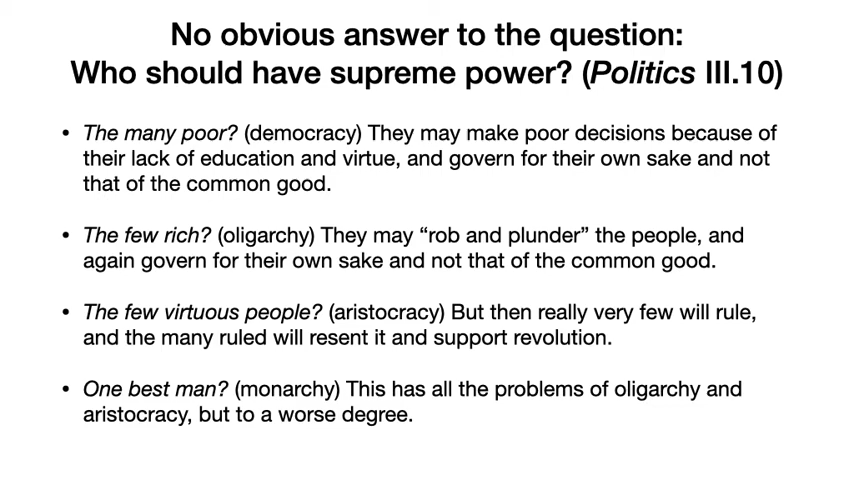 No obvious answer to the question:
Who should have supreme power? (Politics III.10)
• The many poor? (democracy) They may make poor decisions because of
their lack of education and virtue, and govern for their own sake and not
that of the common good.
• The few rich? (oligarchy) They may “rob and plunder” the people, and
again govern for their own sake and not that of the common good.
• The few virtuous people? (aristocracy) But then really very few will rule,
and the many ruled will resent it and support revolution.
• One best man? (monarchy) This has all the problems of oligarchy and
aristocracy, but to a worse degree.